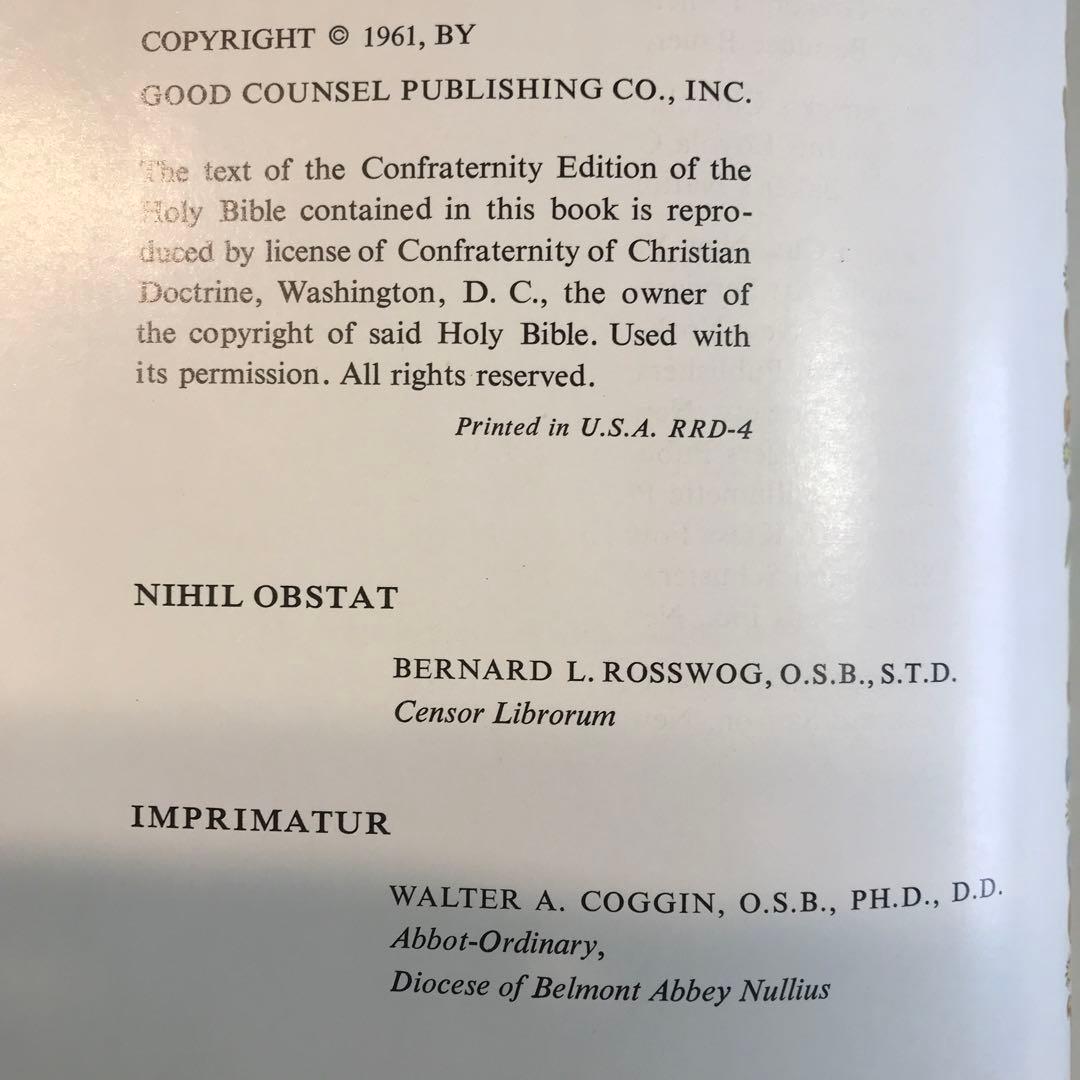 COPYRIGHT © 1961, BY
GOOD COUNSEL PUBLISHING CO., INC.
The text of the Confraternity Edition of the
Holy Bible contained in this book is repro-
duced by license of Confraternity of Christian
Doctrine, Washington, D. C., the owner of
the copyright of said Holy Bible. Used with
its permission. All rights reserved.
Printed in U.S.A. RRD-4
NIHIL OBSTAT
BERNARD L. ROSSWOG, O.S.B., S.T.D.
Censor Librorum
IMPRIMATUR
WALTER A. COGGIN, O.S.B., PH.D., D.D.
Abbot-Ordinary,
Diocese of Belmont Abbey Nullius